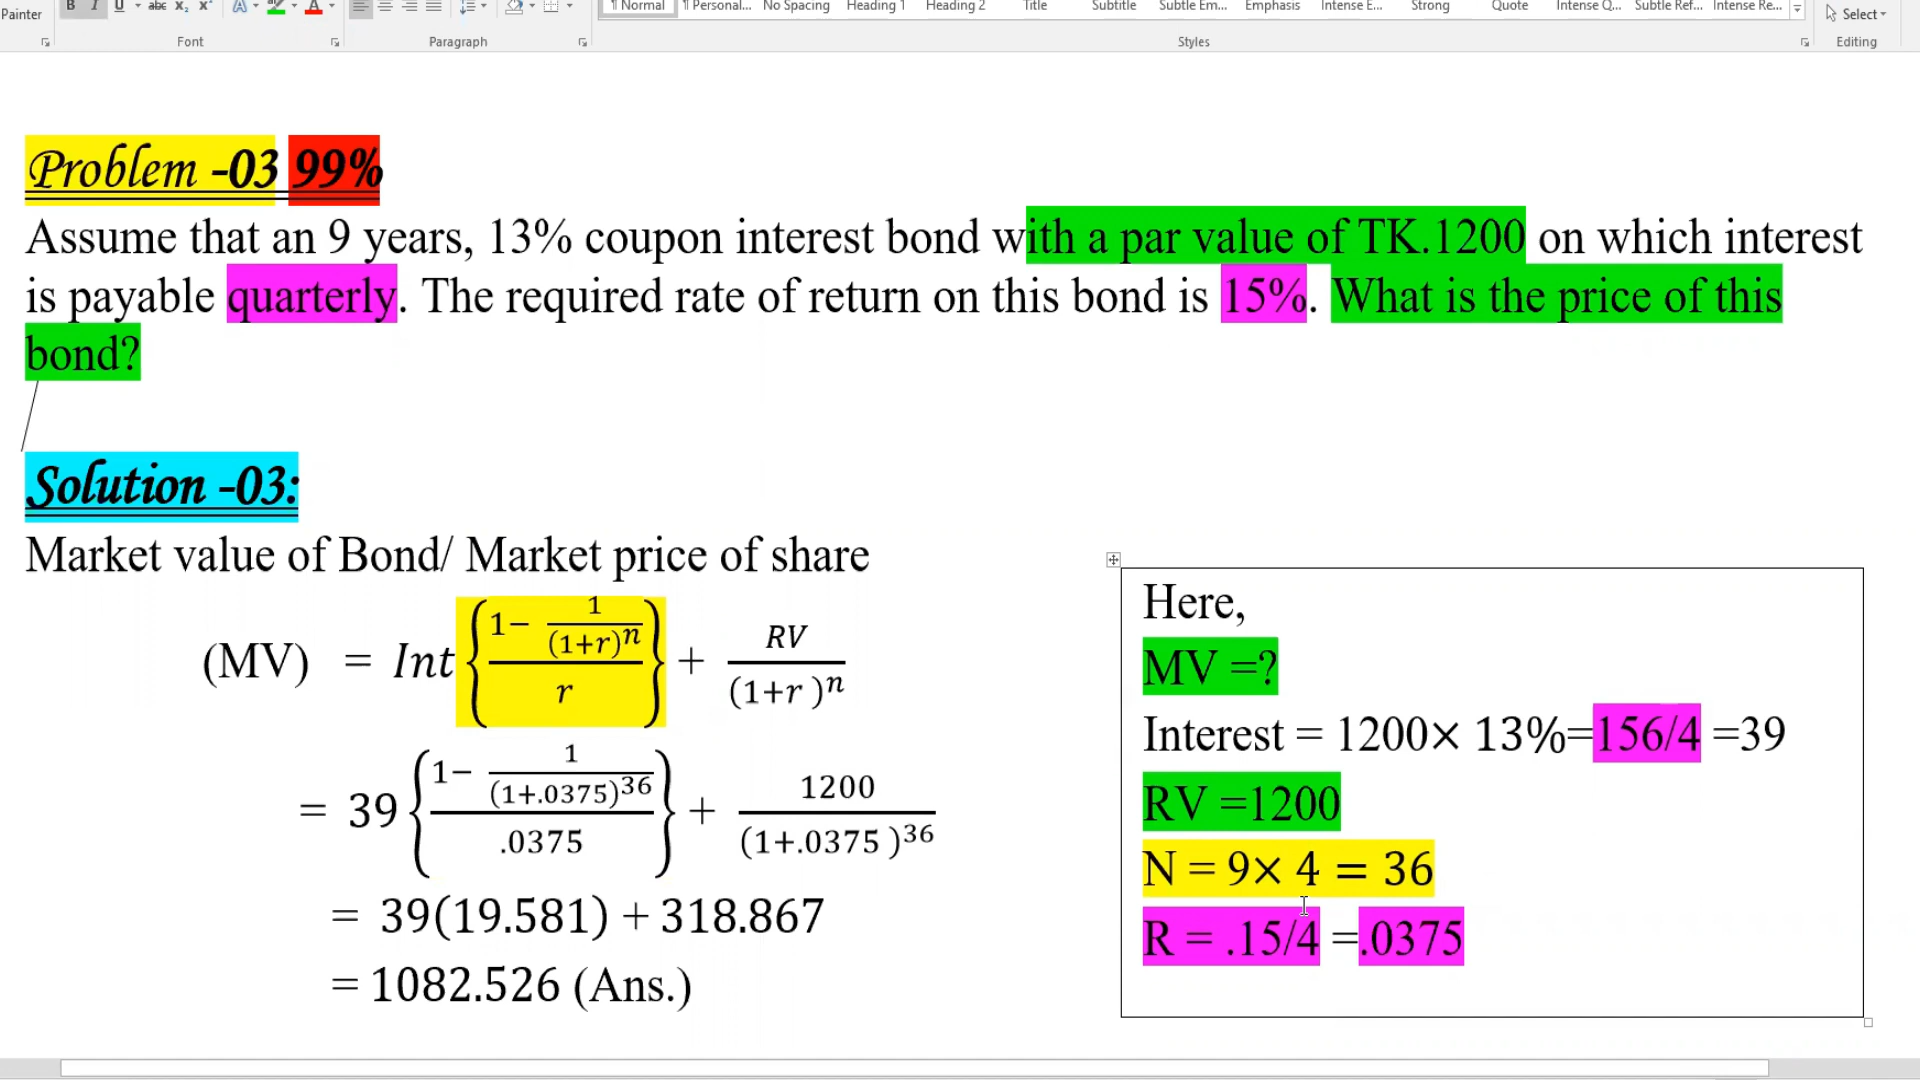 Painter
B I U abc x₂ x² A A
Font
Paragraph
¶ Normal ¶ Personal... No Spacing Heading 1 Heading 2 Title Subtitle Subtle Em... Emphasis Intense E... Strong Quote Intense Q... Subtle Ref... Intense Re...
Styles
Select
Editing
Problem -03 99%
Assume that an 9 years, 13% coupon interest bond with a par value of TK.1200 on which interest
is payable quarterly. The required rate of return on this bond is 15%. What is the price of this
bond?
Solution -03:
Market value of Bond/ Market price of share
(MV) = Int { (1− 1/(1+r)ⁿ) / r } + RV/(1+r )ⁿ
= 39 { (1− 1/(1+.0375)³⁶) / .0375 } + 1200/(1+.0375 )³⁶
= 39(19.581) + 318.867
= 1082.526 (Ans.)
Here,
MV =?
Interest = 1200× 13%=156/4 =39
RV =1200
N = 9× 4 = 36
R = .15/4 =.0375